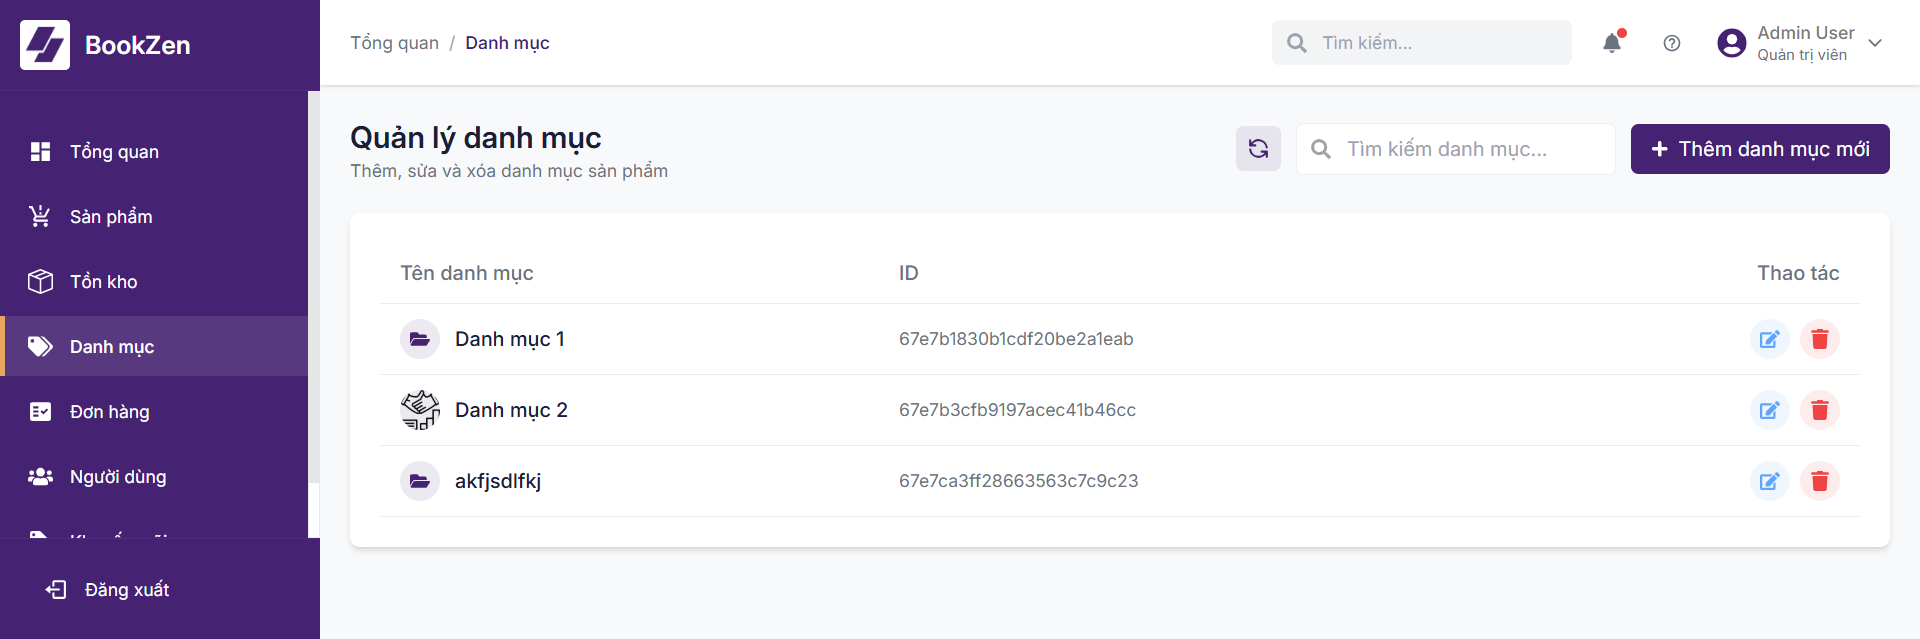 BookZen
Tổng quan
Sản phẩm
Tồn kho
Danh mục
Đơn hàng
Người dùng
Đăng xuất
Tổng quan / Danh mục
Tìm kiếm...
Admin User
Quản trị viên
Quản lý danh mục
Thêm, sửa và xóa danh mục sản phẩm
Tìm kiếm danh mục...
Thêm danh mục mới
Tên danh mục ID Thao tác
Danh mục 1 67e7b1830b1cdf20be2a1eab
Danh mục 2 67e7b3cfb9197acec41b46cc
akfjsdlfkj 67e7ca3ff28663563c7c9c23